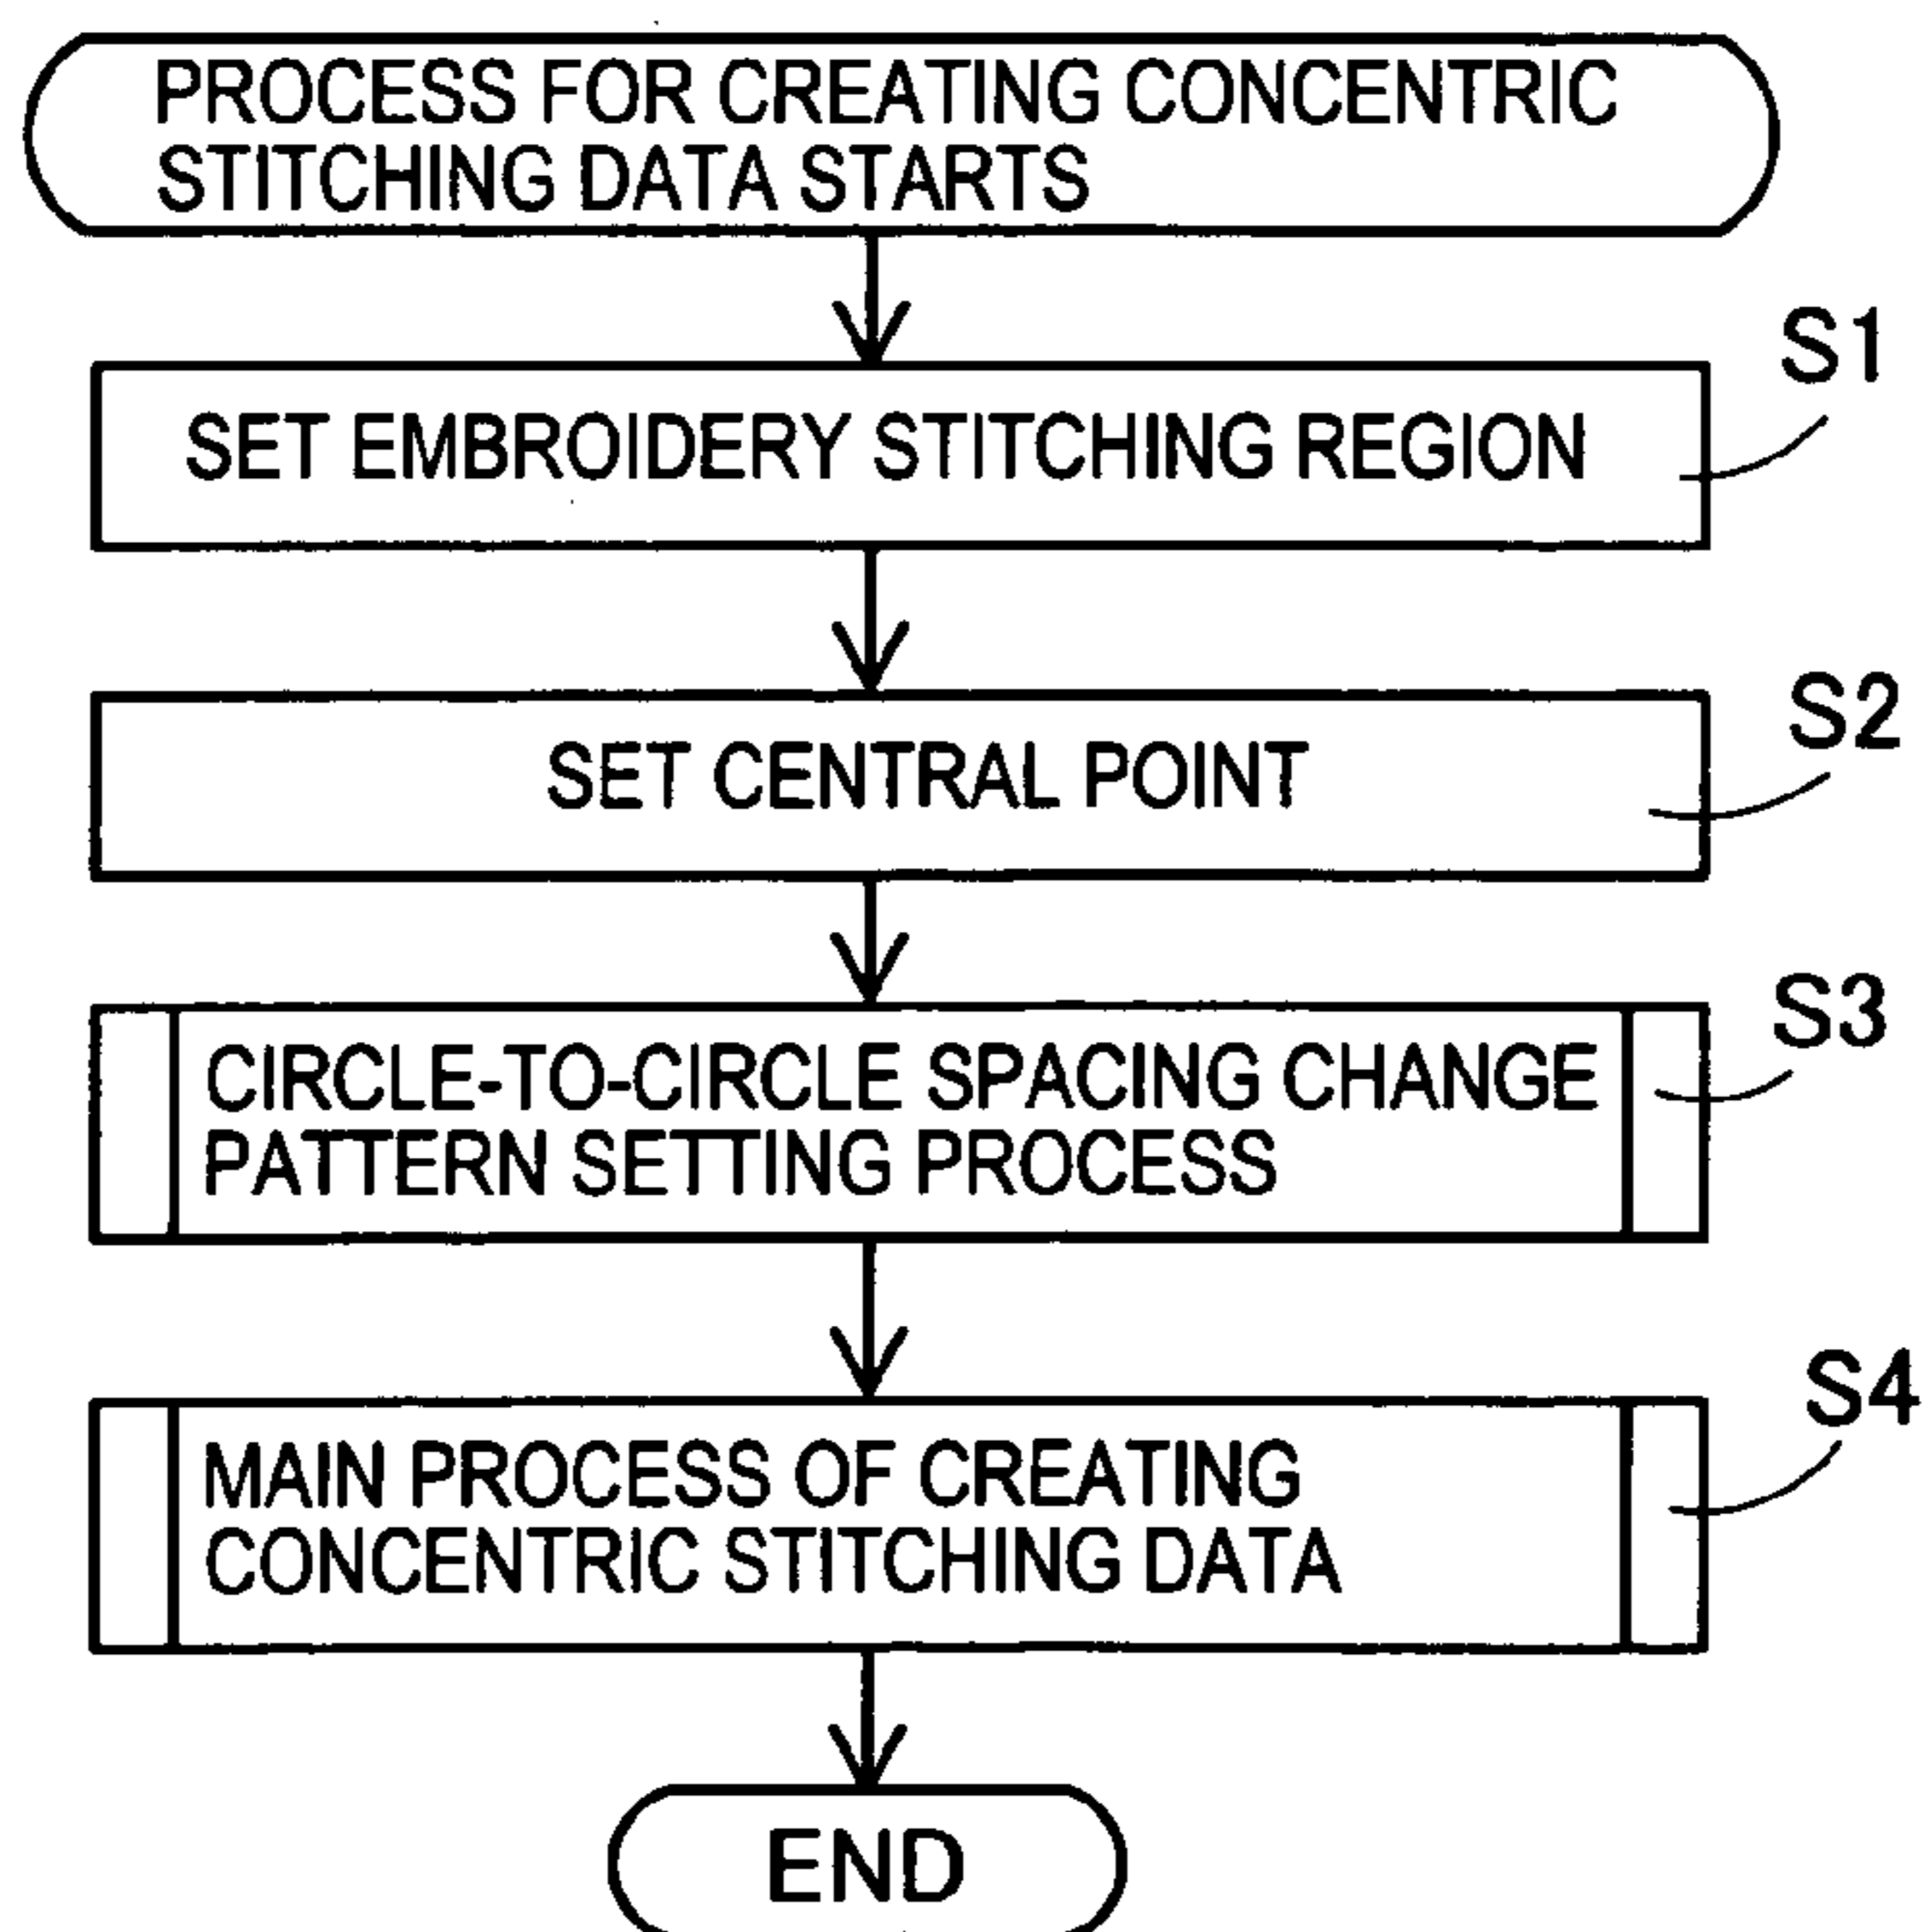 PROCESS FOR CREATING CONCENTRIC
STITCHING DATA STARTS
S1
SET EMBROIDERY STITCHING REGION
S2
SET CENTRAL POINT
S3
CIRCLE-TO-CIRCLE SPACING CHANGE
PATTERN SETTING PROCESS
S4
MAIN PROCESS OF CREATING
CONCENTRIC STITCHING DATA
END